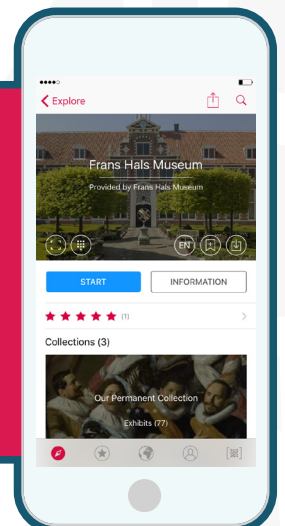 Explore
Frans Hals Museum
Provided by Frans Hals Museum
EN
START
INFORMATION
(1)
Collections (3)
Our Permanent Collection
Exhibits (77)